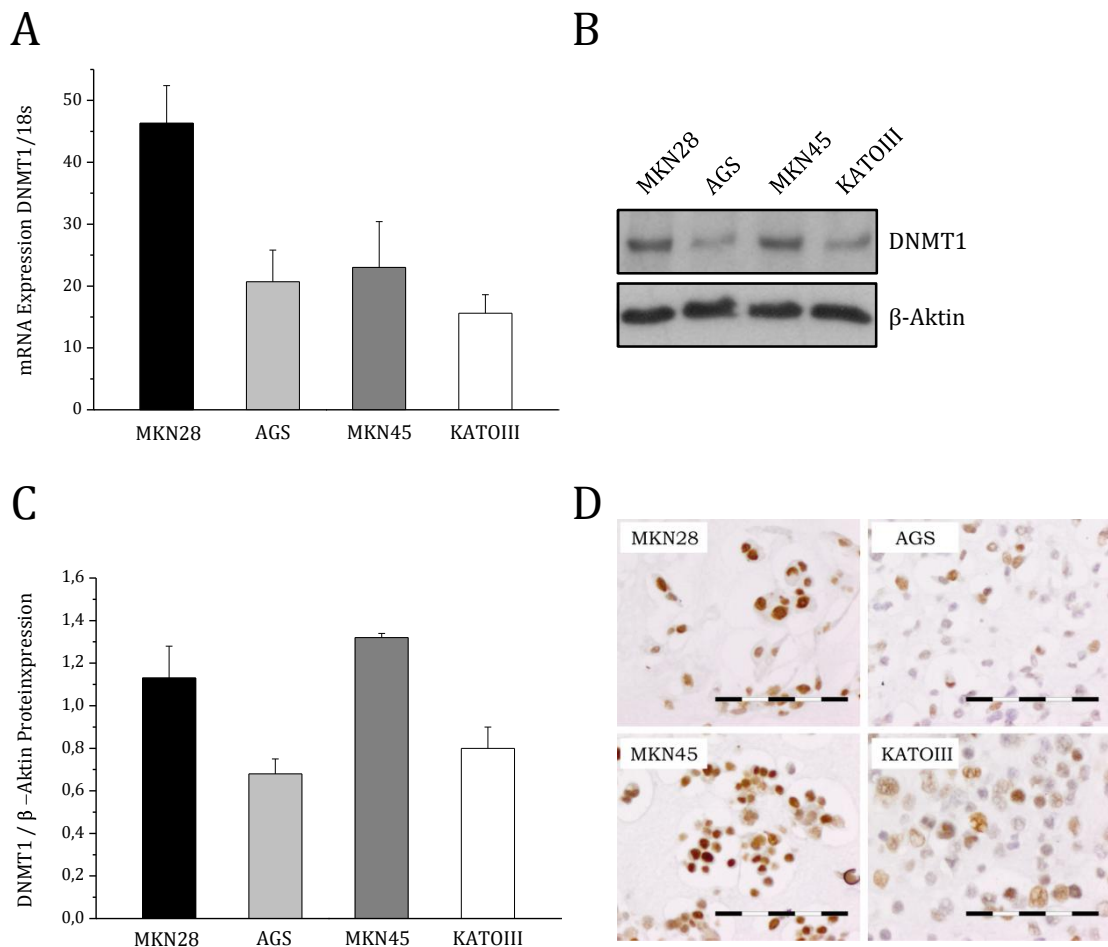 A
mRNA Expression DNMT1/18s
50
40
30
20
10
0
MKN28 AGS MKN45 KATOIII
B
MKN28 AGS MKN45 KATOIII
DNMT1
β-Aktin
C
DNMT1 / β –Aktin Proteinxpression
1,6
1,4
1,2
1,0
0,8
0,6
0,4
0,2
0,0
MKN28 AGS MKN45 KATOIII
D
MKN28 AGS
MKN45 KATOIII